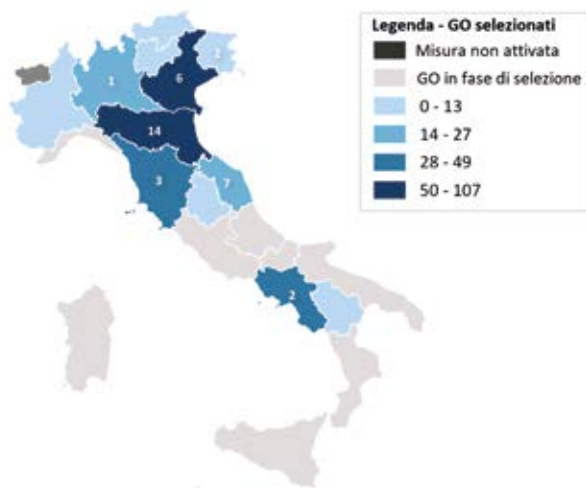 Legenda - GO selezionati
Misura non attivata
GO in fase di selezione
0 - 13
14 - 27
28 - 49
50 - 107
1
6
2
14
3
7
2